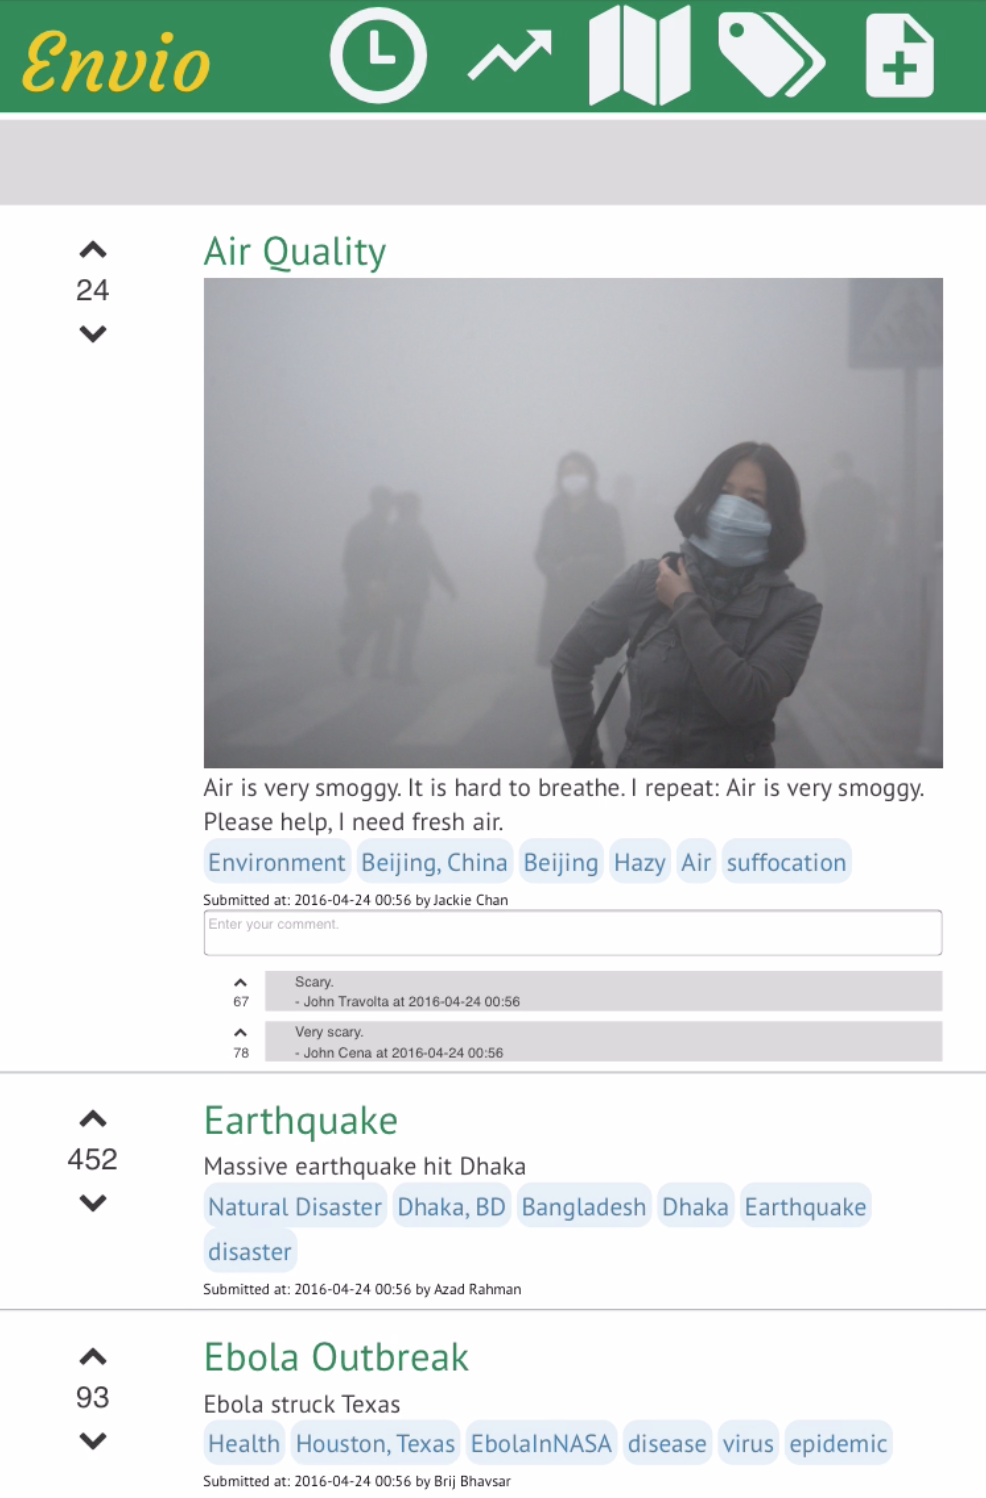 Envio
Air Quality
24
Air is very smoggy. It is hard to breathe. I repeat: Air is very smoggy.
Please help, I need fresh air.
Environment Beijing, China Beijing Hazy Air suffocation
Submitted at: 2016-04-24 00:56 by Jackie Chan
Enter your comment.
Scary.
67
- John Travolta at 2016-04-24 00:56
Very scary.
78
- John Cena at 2016-04-24 00:56
Earthquake
452
Massive earthquake hit Dhaka
Natural Disaster Dhaka, BD Bangladesh Dhaka Earthquake
disaster
Submitted at: 2016-04-24 00:56 by Azad Rahman
Ebola Outbreak
93
Ebola struck Texas
Health Houston, Texas EbolaInNASA disease virus epidemic
Submitted at: 2016-04-24 00:56 by Brij Bhavsar